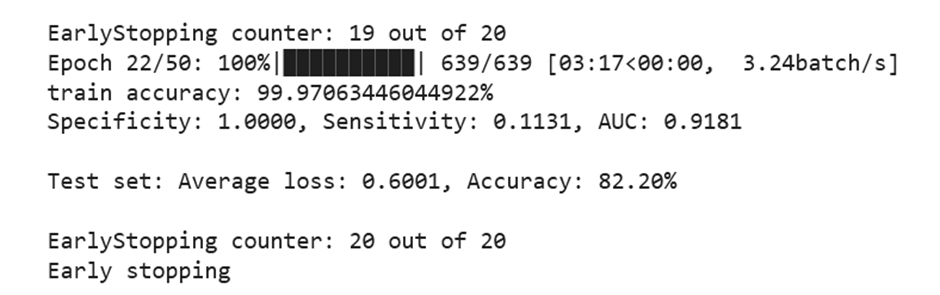 EarlyStopping counter: 19 out of 20
Epoch 22/50: 100%|██████████| 639/639 [03:17<00:00,  3.24batch/s]
train accuracy: 99.97063446044922%
Specificity: 1.0000, Sensitivity: 0.1131, AUC: 0.9181
Test set: Average loss: 0.6001, Accuracy: 82.20%
EarlyStopping counter: 20 out of 20
Early stopping